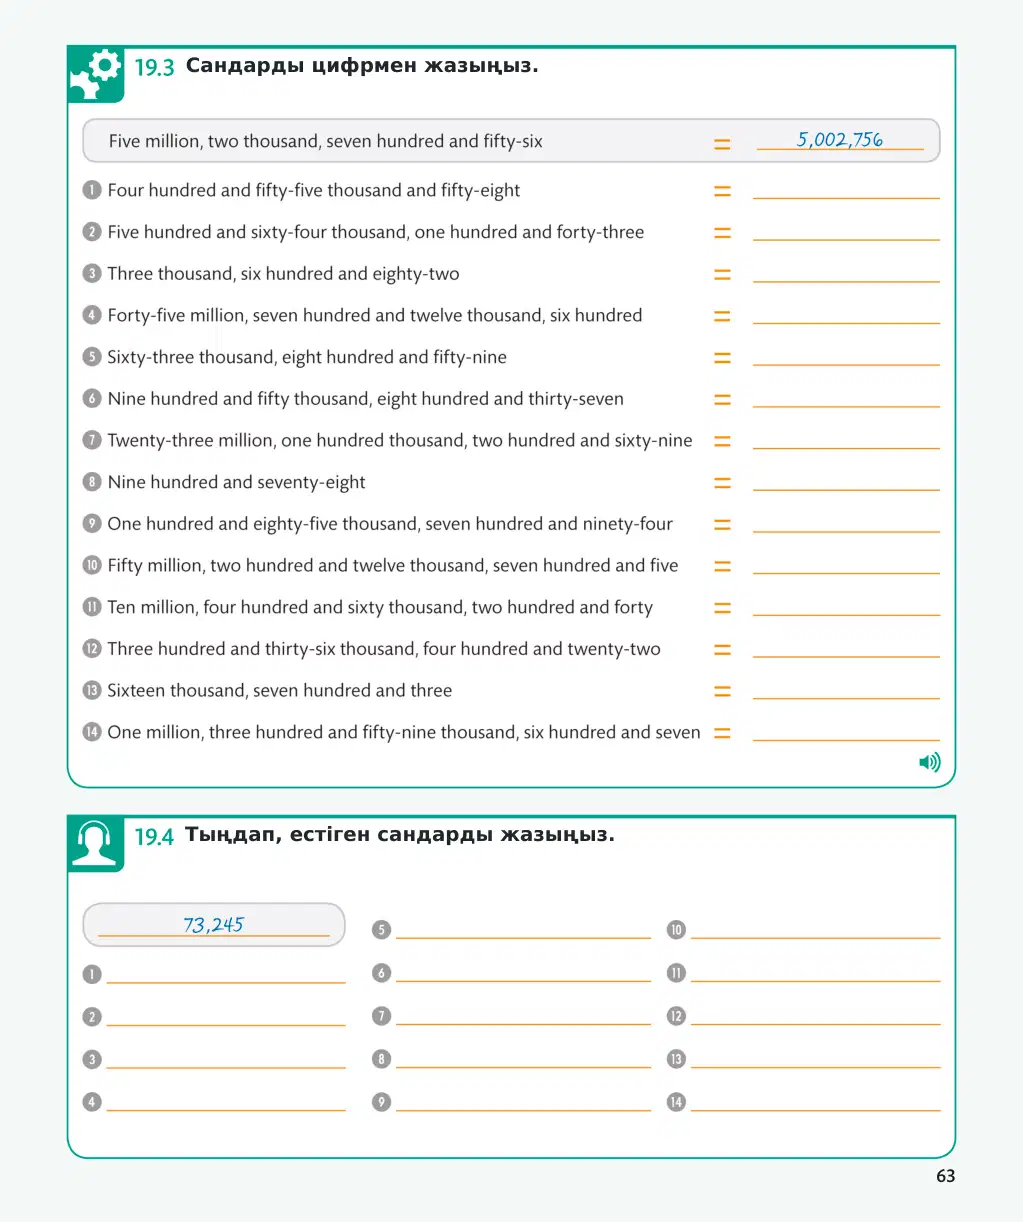 19.3 Сандарды цифрмен жазыңыз.
Five million, two thousand, seven hundred and fifty-six = 5,002,756
1 Four hundred and fifty-five thousand and fifty-eight =
2 Five hundred and sixty-four thousand, one hundred and forty-three =
3 Three thousand, six hundred and eighty-two =
4 Forty-five million, seven hundred and twelve thousand, six hundred =
5 Sixty-three thousand, eight hundred and fifty-nine =
6 Nine hundred and fifty thousand, eight hundred and thirty-seven =
7 Twenty-three million, one hundred thousand, two hundred and sixty-nine =
8 Nine hundred and seventy-eight =
9 One hundred and eighty-five thousand, seven hundred and ninety-four =
10 Fifty million, two hundred and twelve thousand, seven hundred and five =
11 Ten million, four hundred and sixty thousand, two hundred and forty =
12 Three hundred and thirty-six thousand, four hundred and twenty-two =
13 Sixteen thousand, seven hundred and three =
14 One million, three hundred and fifty-nine thousand, six hundred and seven =
19.4 Тыңдап, естіген сандарды жазыңыз.
73,245
1
2
3
4
5
6
7
8
9
10
11
12
13
14
63